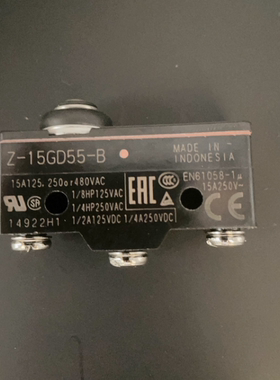 Z-15GD55-B
MADE IN
INDONESIA
15A125, 250or480VAC
1/8HP125VAC
1/4HP250VAC
14922H1 1/2A125VDC 1/4A250VDC
EAC
CCC
EN61058-1µ
15A250V~